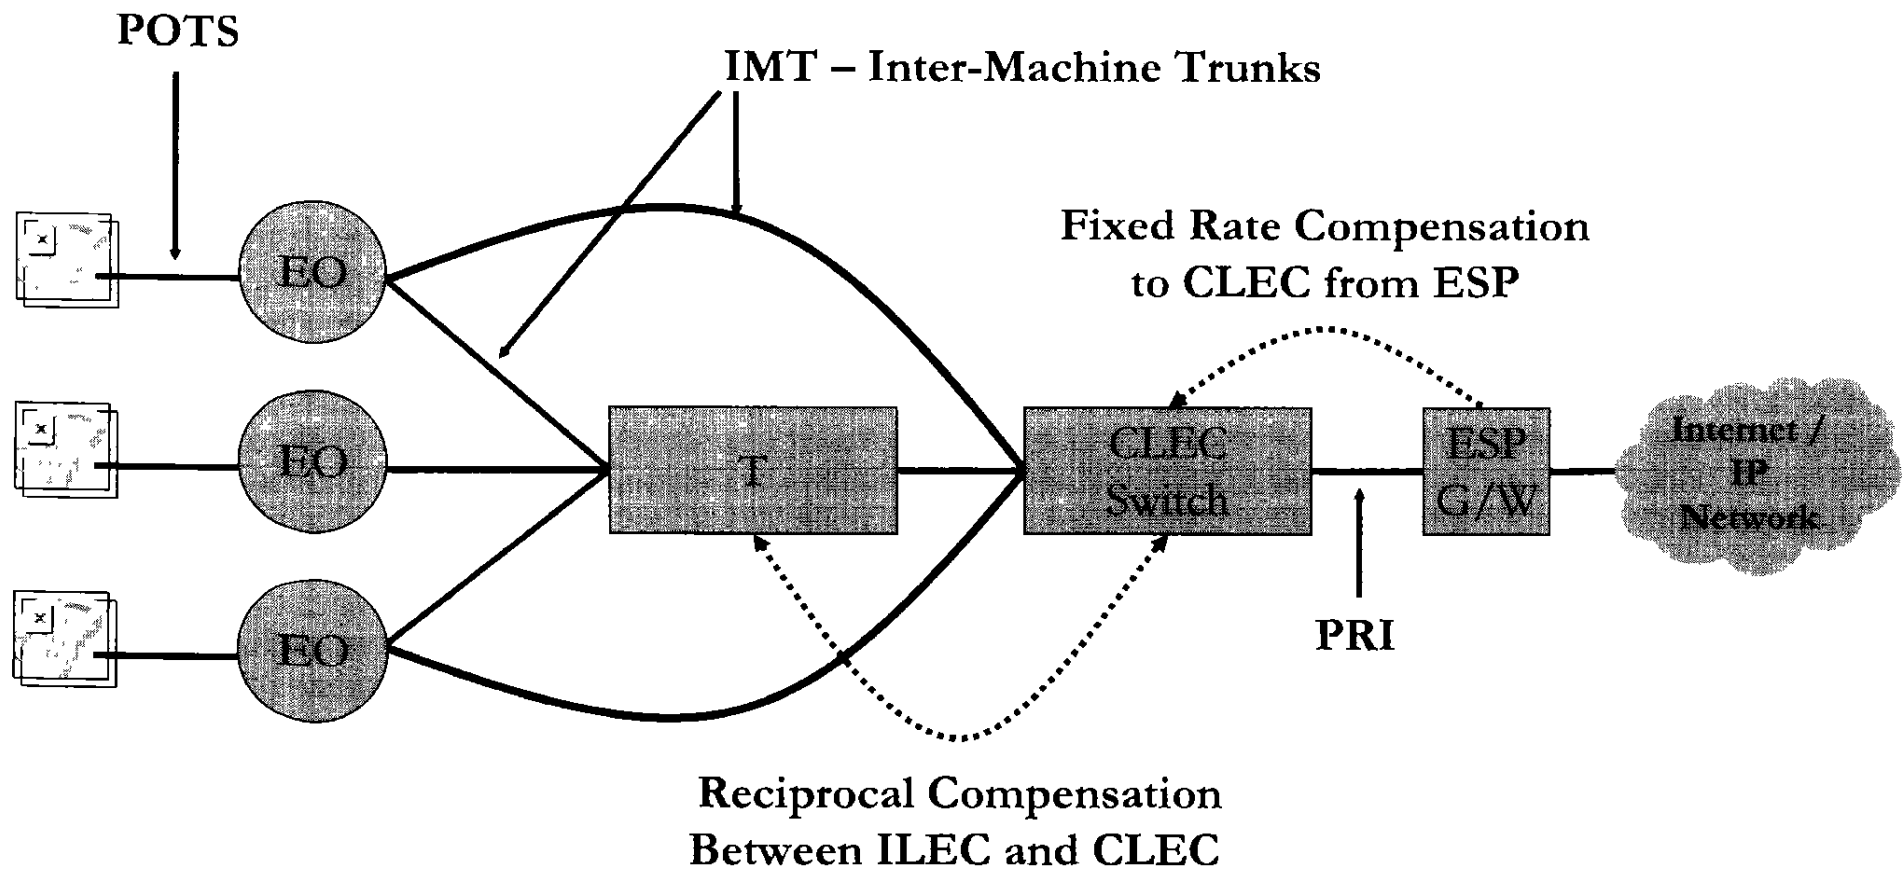 POTS
IMT – Inter-Machine Trunks
Fixed Rate Compensation
to CLEC from ESP
EO
EO
EO
T
CLEC
Switch
ESP
G/W
Internet /
IP
Network
PRI
Reciprocal Compensation
Between ILEC and CLEC